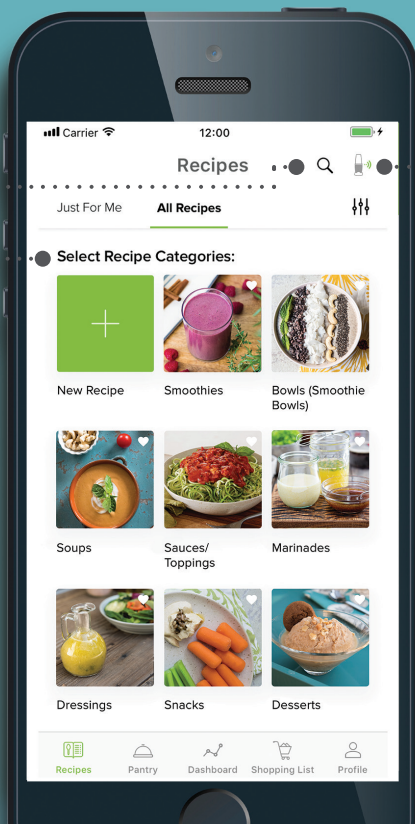 Carrier
12:00
Recipes
Just For Me
All Recipes
Select Recipe Categories:
New Recipe
Smoothies
Bowls (Smoothie
Bowls)
Soups
Sauces/
Toppings
Marinades
Dressings
Snacks
Desserts
Recipes
Pantry
Dashboard
Shopping List
Profile